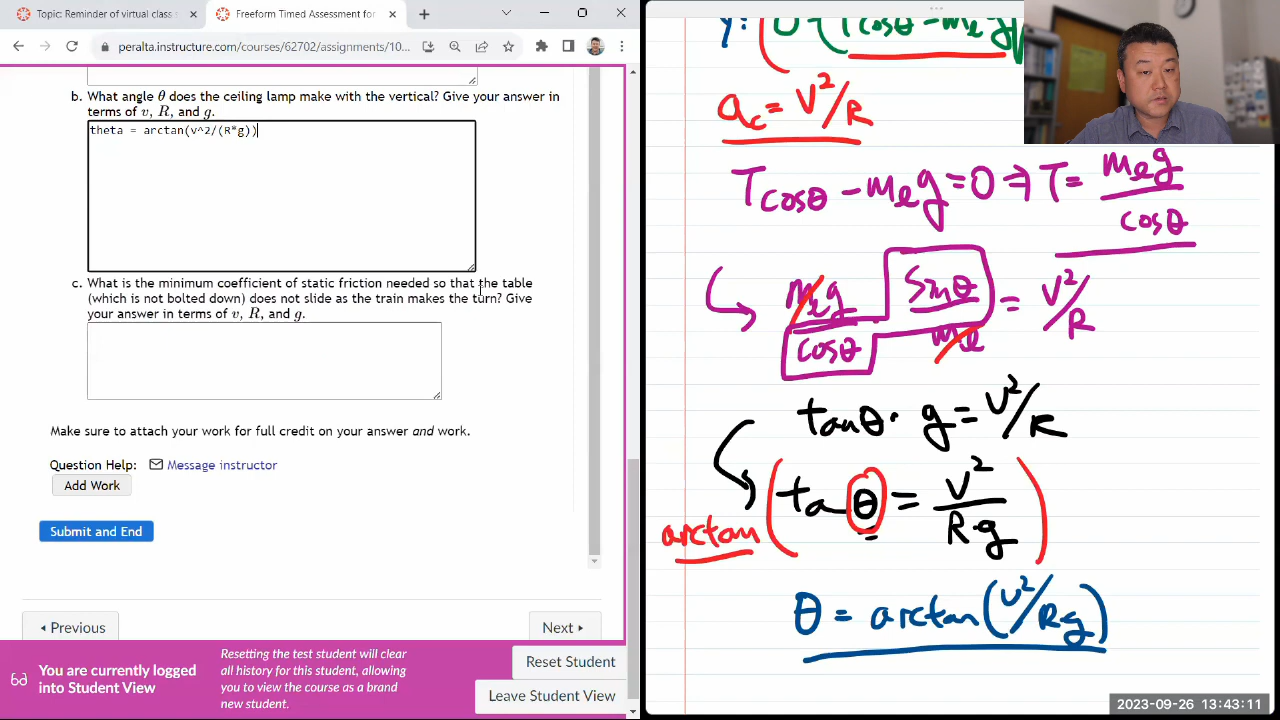 Topic: Reminder of virtual class
Freeform Timed Assessment for
peralta.instructure.com/courses/62702/assignments/10...
b. What angle θ does the ceiling lamp make with the vertical? Give your answer in
terms of v, R, and g.
theta = arctan(v^2/(R*g))
c. What is the minimum coefficient of static friction needed so that the table
(which is not bolted down) does not slide as the train makes the turn? Give
your answer in terms of v, R, and g.
Make sure to attach your work for full credit on your answer and work.
Question Help: Message instructor
Add Work
Submit and End
Previous
Next
You are currently logged
into Student View
Resetting the test student will clear
all history for this student, allowing
you to view the course as a brand
new student.
Reset Student
Leave Student View
y: Tcosθ - mₗg
a_c = V²/R
Tcosθ - mₗg = 0 ⇒ T = mₗg / cosθ
mₗg / cosθ sinθ / mₗ = V²/R
tanθ · g = V²/R
arctan ( tanθ = V² / R·g )
θ = arctan(V²/Rg)
2023-09-26 13:43:11